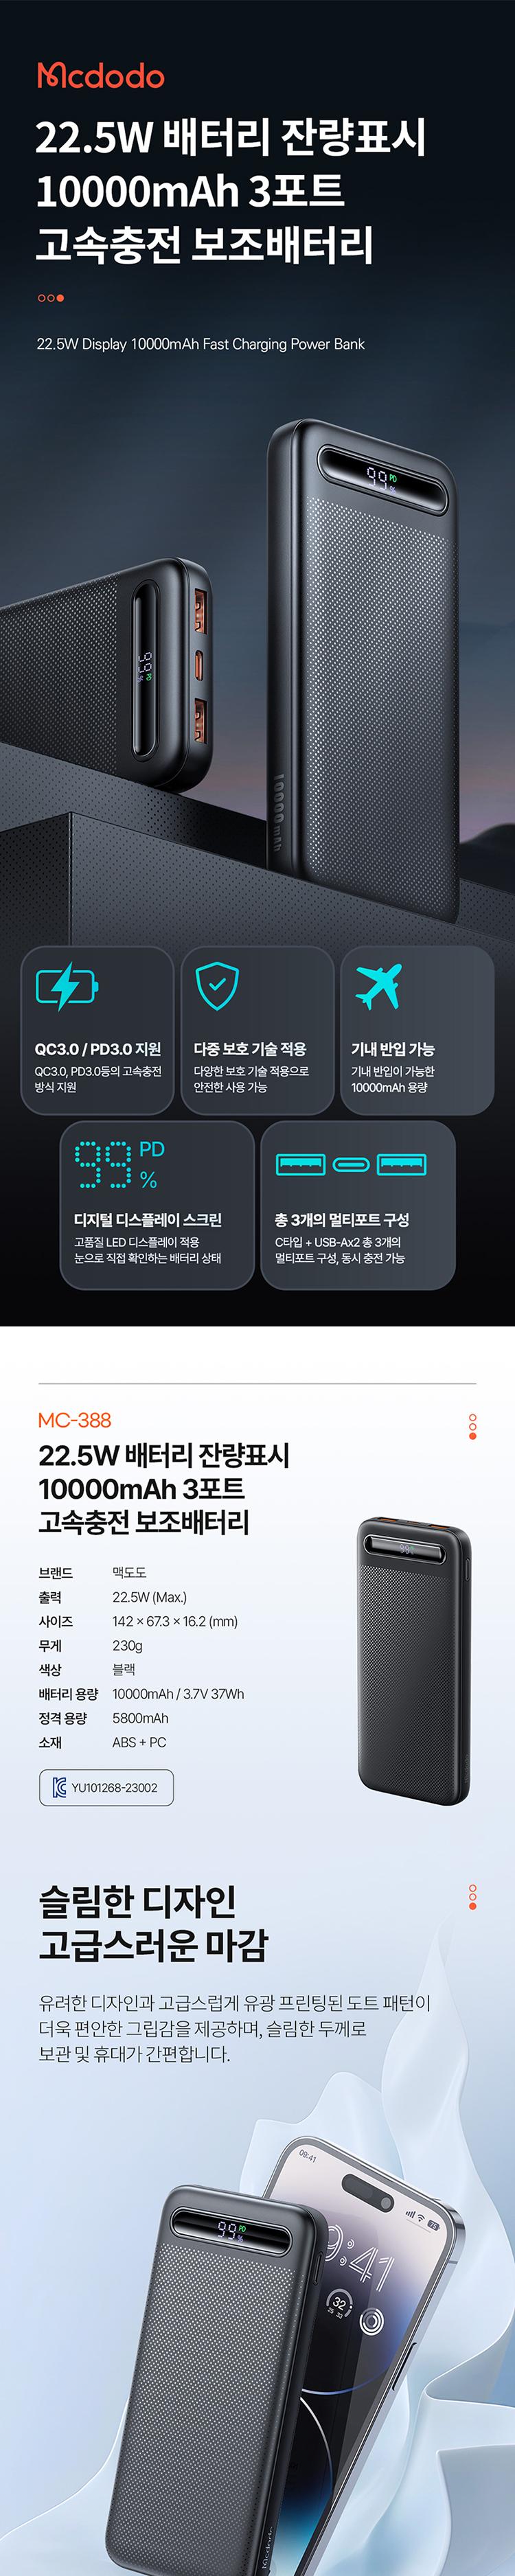 Mcdodo
22.5W 배터리 잔량표시
10000mAh 3포트
고속충전 보조배터리
22.5W Display 10000mAh Fast Charging Power Bank
99 PD
%
99 PD
%
10000mAh
QC3.0 / PD3.0 지원
QC3.0, PD3.0등의 고속충전
방식 지원
다중 보호 기술 적용
다양한 보호 기술 적용으로
안전한 사용 가능
기내 반입 가능
기내 반입이 가능한
10000mAh 용량
99 PD
%
디지털 디스플레이 스크린
고품질 LED 디스플레이 적용
눈으로 직접 확인하는 배터리 상태
총 3개의 멀티포트 구성
C타입 + USB-Ax2 총 3개의
멀티포트 구성, 동시 충전 가능
MC-388
22.5W 배터리 잔량표시
10000mAh 3포트
고속충전 보조배터리
브랜드 맥도도
출력 22.5W (Max.)
사이즈 142 × 67.3 × 16.2 (mm)
무게 230g
색상 블랙
배터리 용량 10000mAh / 3.7V 37Wh
정격 용량 5800mAh
소재 ABS + PC
YU101268-23002
슬림한 디자인
고급스러운 마감
유려한 디자인과 고급스럽게 유광 프린팅된 도트 패턴이
더욱 편안한 그립감을 제공하며, 슬림한 두께로
보관 및 휴대가 간편합니다.
09:41
9:41
32
25 33
99 PD
%
Mcdodo